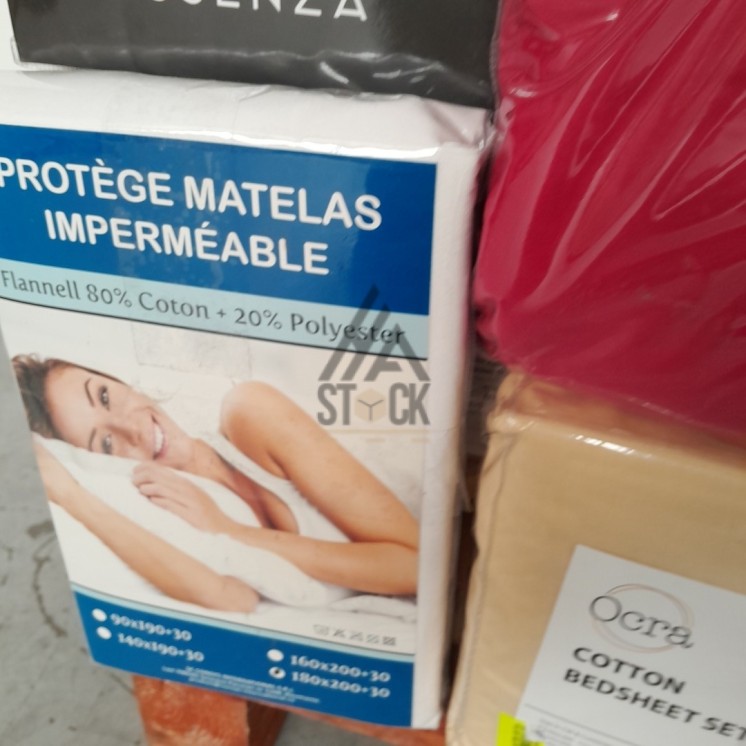 PROTÈGE MATELAS
IMPERMÉABLE
Flannell 80% Coton + 20% Polyester
STOCK
90x190+30
140x190+30
160x200+30
180x200+30
Ocra
COTTON
BEDSHEET SET